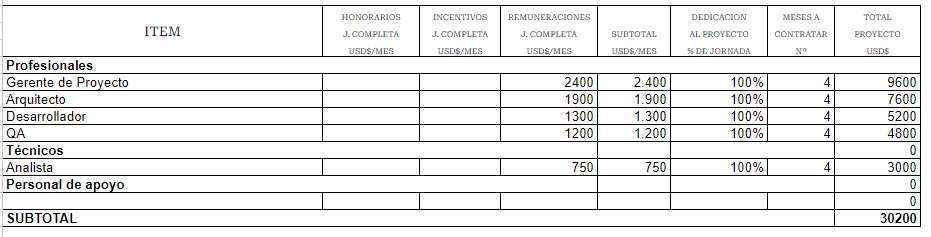 ITEM HONORARIOS J. COMPLETA USD$/MES INCENTIVOS J. COMPLETA USD$/MES REMUNERACIONES J. COMPLETA USD$/MES SUBTOTAL USD$/MES DEDICACION AL PROYECTO % DE JORNADA MESES A CONTRATAR Nº TOTAL PROYECTO USD$
Profesionales
Gerente de Proyecto 2400 2.400 100% 4 9600
Arquitecto 1900 1.900 100% 4 7600
Desarrollador 1300 1.300 100% 4 5200
QA 1200 1.200 100% 4 4800
Técnicos 0
Analista 750 750 100% 4 3000
Personal de apoyo 0
0
SUBTOTAL 30200